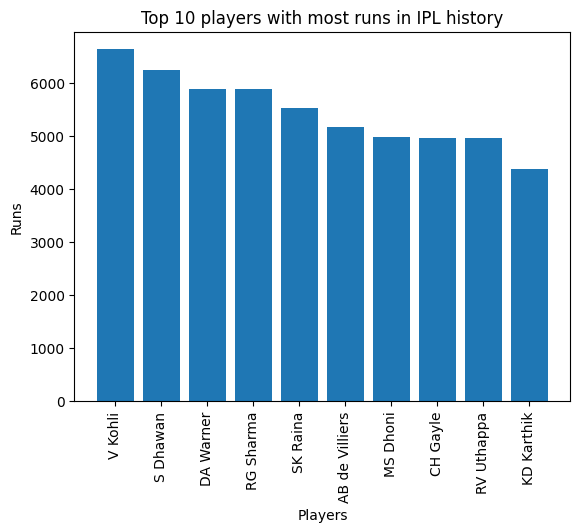 Top 10 players with most runs in IPL history
Runs
6000
5000
4000
3000
2000
1000
0
V Kohli
S Dhawan
DA Warner
RG Sharma
SK Raina
AB de Villiers
MS Dhoni
CH Gayle
RV Uthappa
KD Karthik
Players